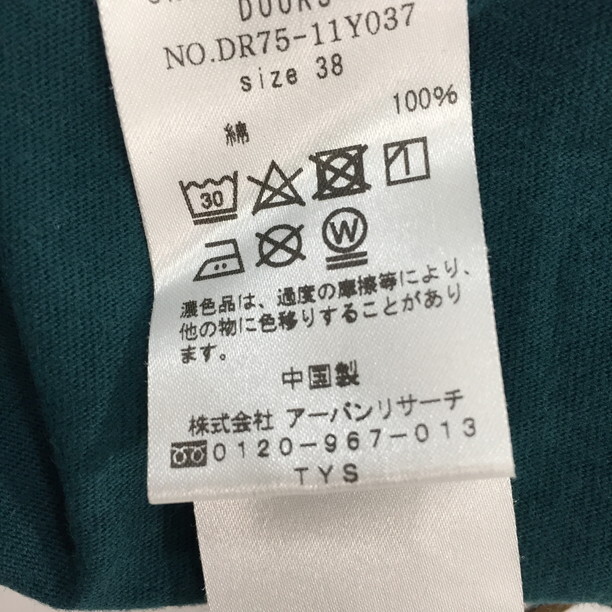 DOORS
NO.DR75-11Y037
size 38
綿 100%
30
W
濃色品は、過度の摩擦等により、
他の物に色移りすることがあり
ます。
中国製
株式会社 アーバンリサーチ
0120-967-013
TYS